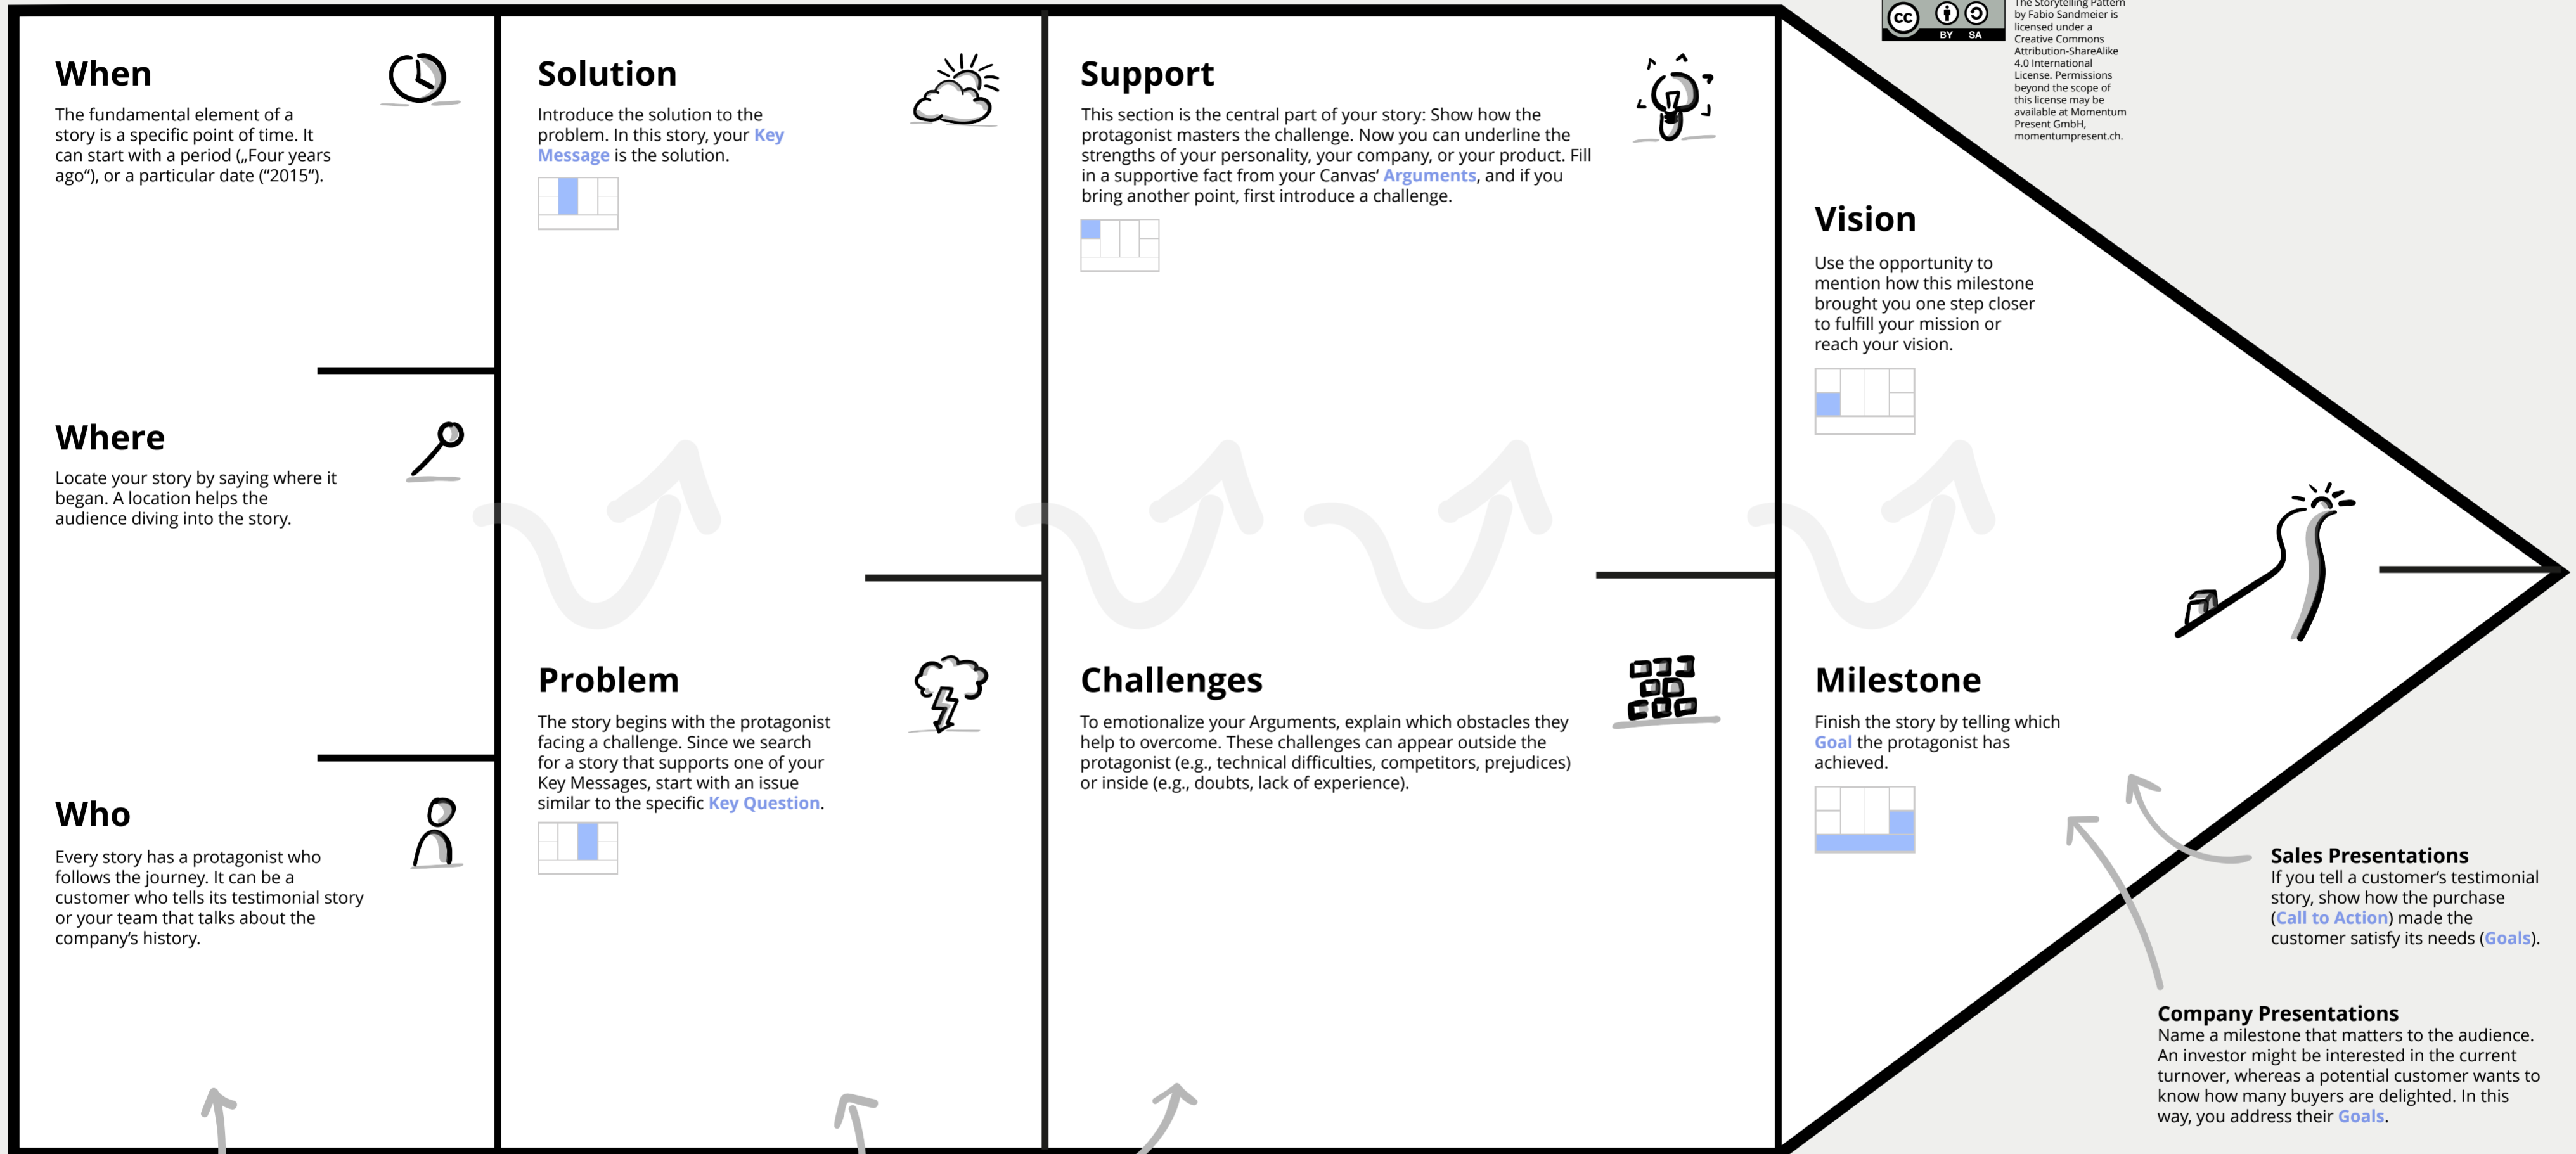 When
The fundamental element of a
story is a specific point of time. It
can start with a period („Four years
ago“), or a particular date (“2015“).
Where
Locate your story by saying where it
began. A location helps the
audience diving into the story.
Who
Every story has a protagonist who
follows the journey. It can be a
customer who tells its testimonial story
or your team that talks about the
company‘s history.
Solution
Introduce the solution to the
problem. In this story, your Key
Message is the solution.
Problem
The story begins with the protagonist
facing a challenge. Since we search
for a story that supports one of your
Key Messages, start with an issue
similar to the specific Key Question.
Support
This section is the central part of your story: Show how the
protagonist masters the challenge. Now you can underline the
strengths of your personality, your company, or your product. Fill
in a supportive fact from your Canvas‘ Arguments, and if you
bring another point, first introduce a challenge.
Challenges
To emotionalize your Arguments, explain which obstacles they
help to overcome. These challenges can appear outside the
protagonist (e.g., technical difficulties, competitors, prejudices)
or inside (e.g., doubts, lack of experience).
Vision
Use the opportunity to
mention how this milestone
brought you one step closer
to fulfill your mission or
reach your vision.
Milestone
Finish the story by telling which
Goal the protagonist has
achieved.
cc
BY SA
The Storytelling Pattern
by Fabio Sandmeier is
licensed under a
Creative Commons
Attribution-ShareAlike
4.0 International
License. Permissions
beyond the scope of
this license may be
available at Momentum
Present GmbH,
momentumpresent.ch.
Sales Presentations
If you tell a customer‘s testimonial
story, show how the purchase
(Call to Action) made the
customer satisfy its needs (Goals).
Company Presentations
Name a milestone that matters to the audience.
An investor might be interested in the current
turnover, whereas a potential customer wants to
know how many buyers are delighted. In this
way, you address their Goals.